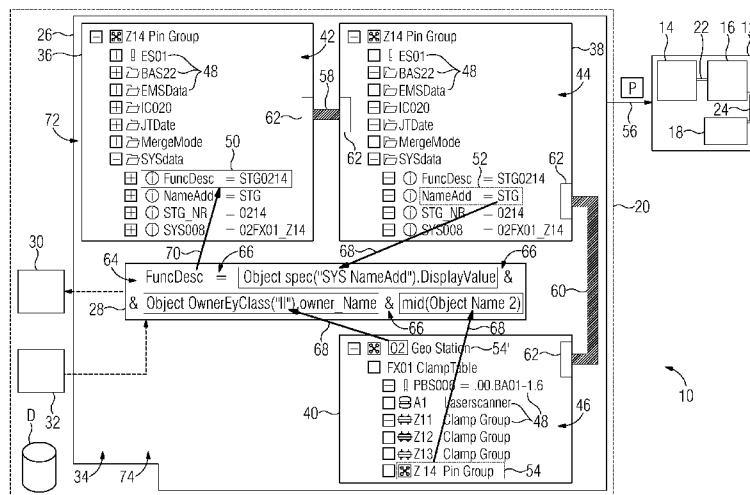 26
36
72
Z14 Pin Group
ES01
BAS22
EMSData
IC020
JTDate
MergeMode
SYSdata
FuncDesc = STG0214
NameAdd = STG
STG_NR – 0214
SYS008 – 02FX01_Z14
42
48
50
58
62
62
Z14 Pin Group
ES01
BAS22
EMSData
IC020
JTDate
MergeMode
SYSdata
FuncDesc = STG0214
NameAdd = STG
STG_NR – 0214
SYS008 – 02FX01_Z14
38
44
48
52
62
P
56
14
22
16
24
18
20
70
66
68
66
64
28
FuncDesc = Object spec("SYS NameAdd").DisplayValue &
& Object OwnerEyClass("II"),owner_Name & mid(Object Name 2)
68
66
68
60
30
32
D
34
74
40
02 Geo Station
54'
62
FX01 ClampTable
PBS006 = .00.BA01-1.6
A1 Laserscanner
Z11 Clamp Group
Z12 Clamp Group
Z13 Clamp Group
Z 14 Pin Group
48
46
54
10